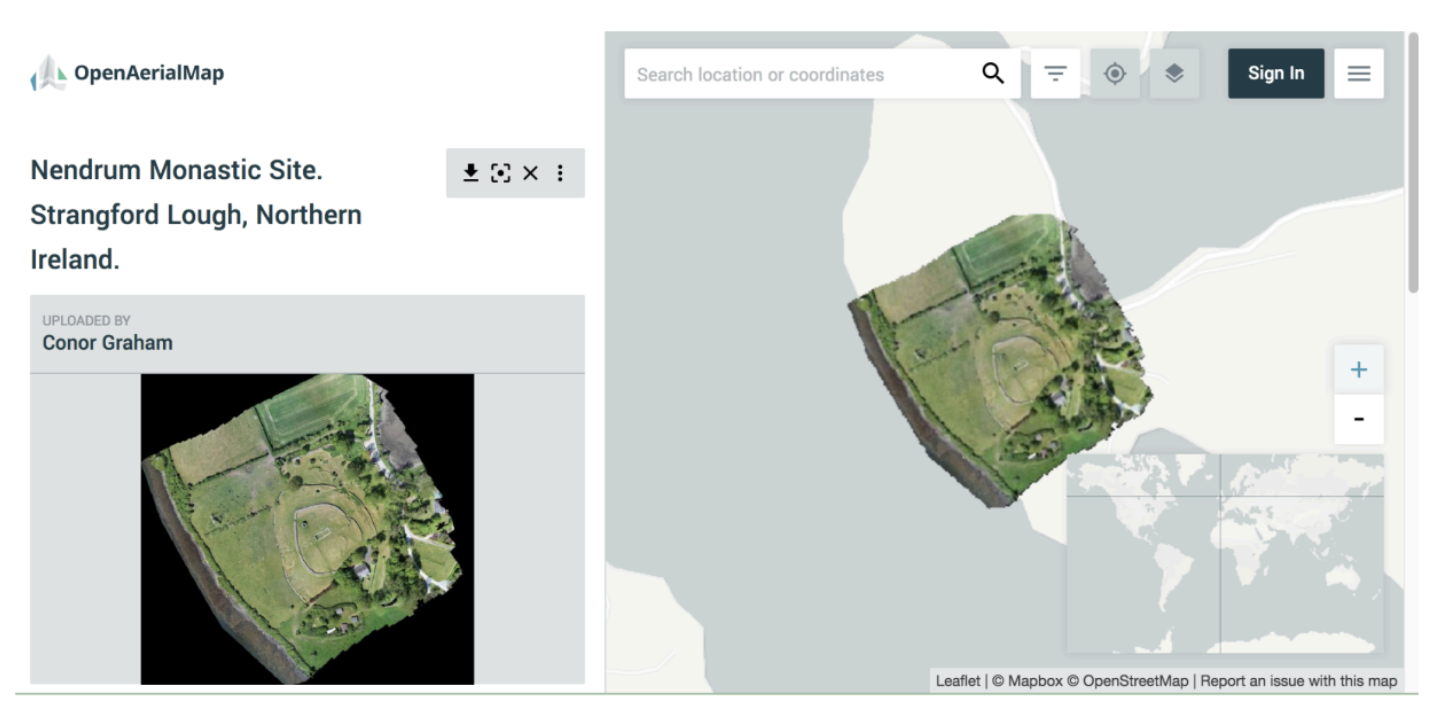 OpenAerialMap
Nendrum Monastic Site.
Strangford Lough, Northern
Ireland.
UPLOADED BY
Conor Graham
Search location or coordinates
Sign In
+
-
Leaflet | © Mapbox © OpenStreetMap | Report an issue with this map